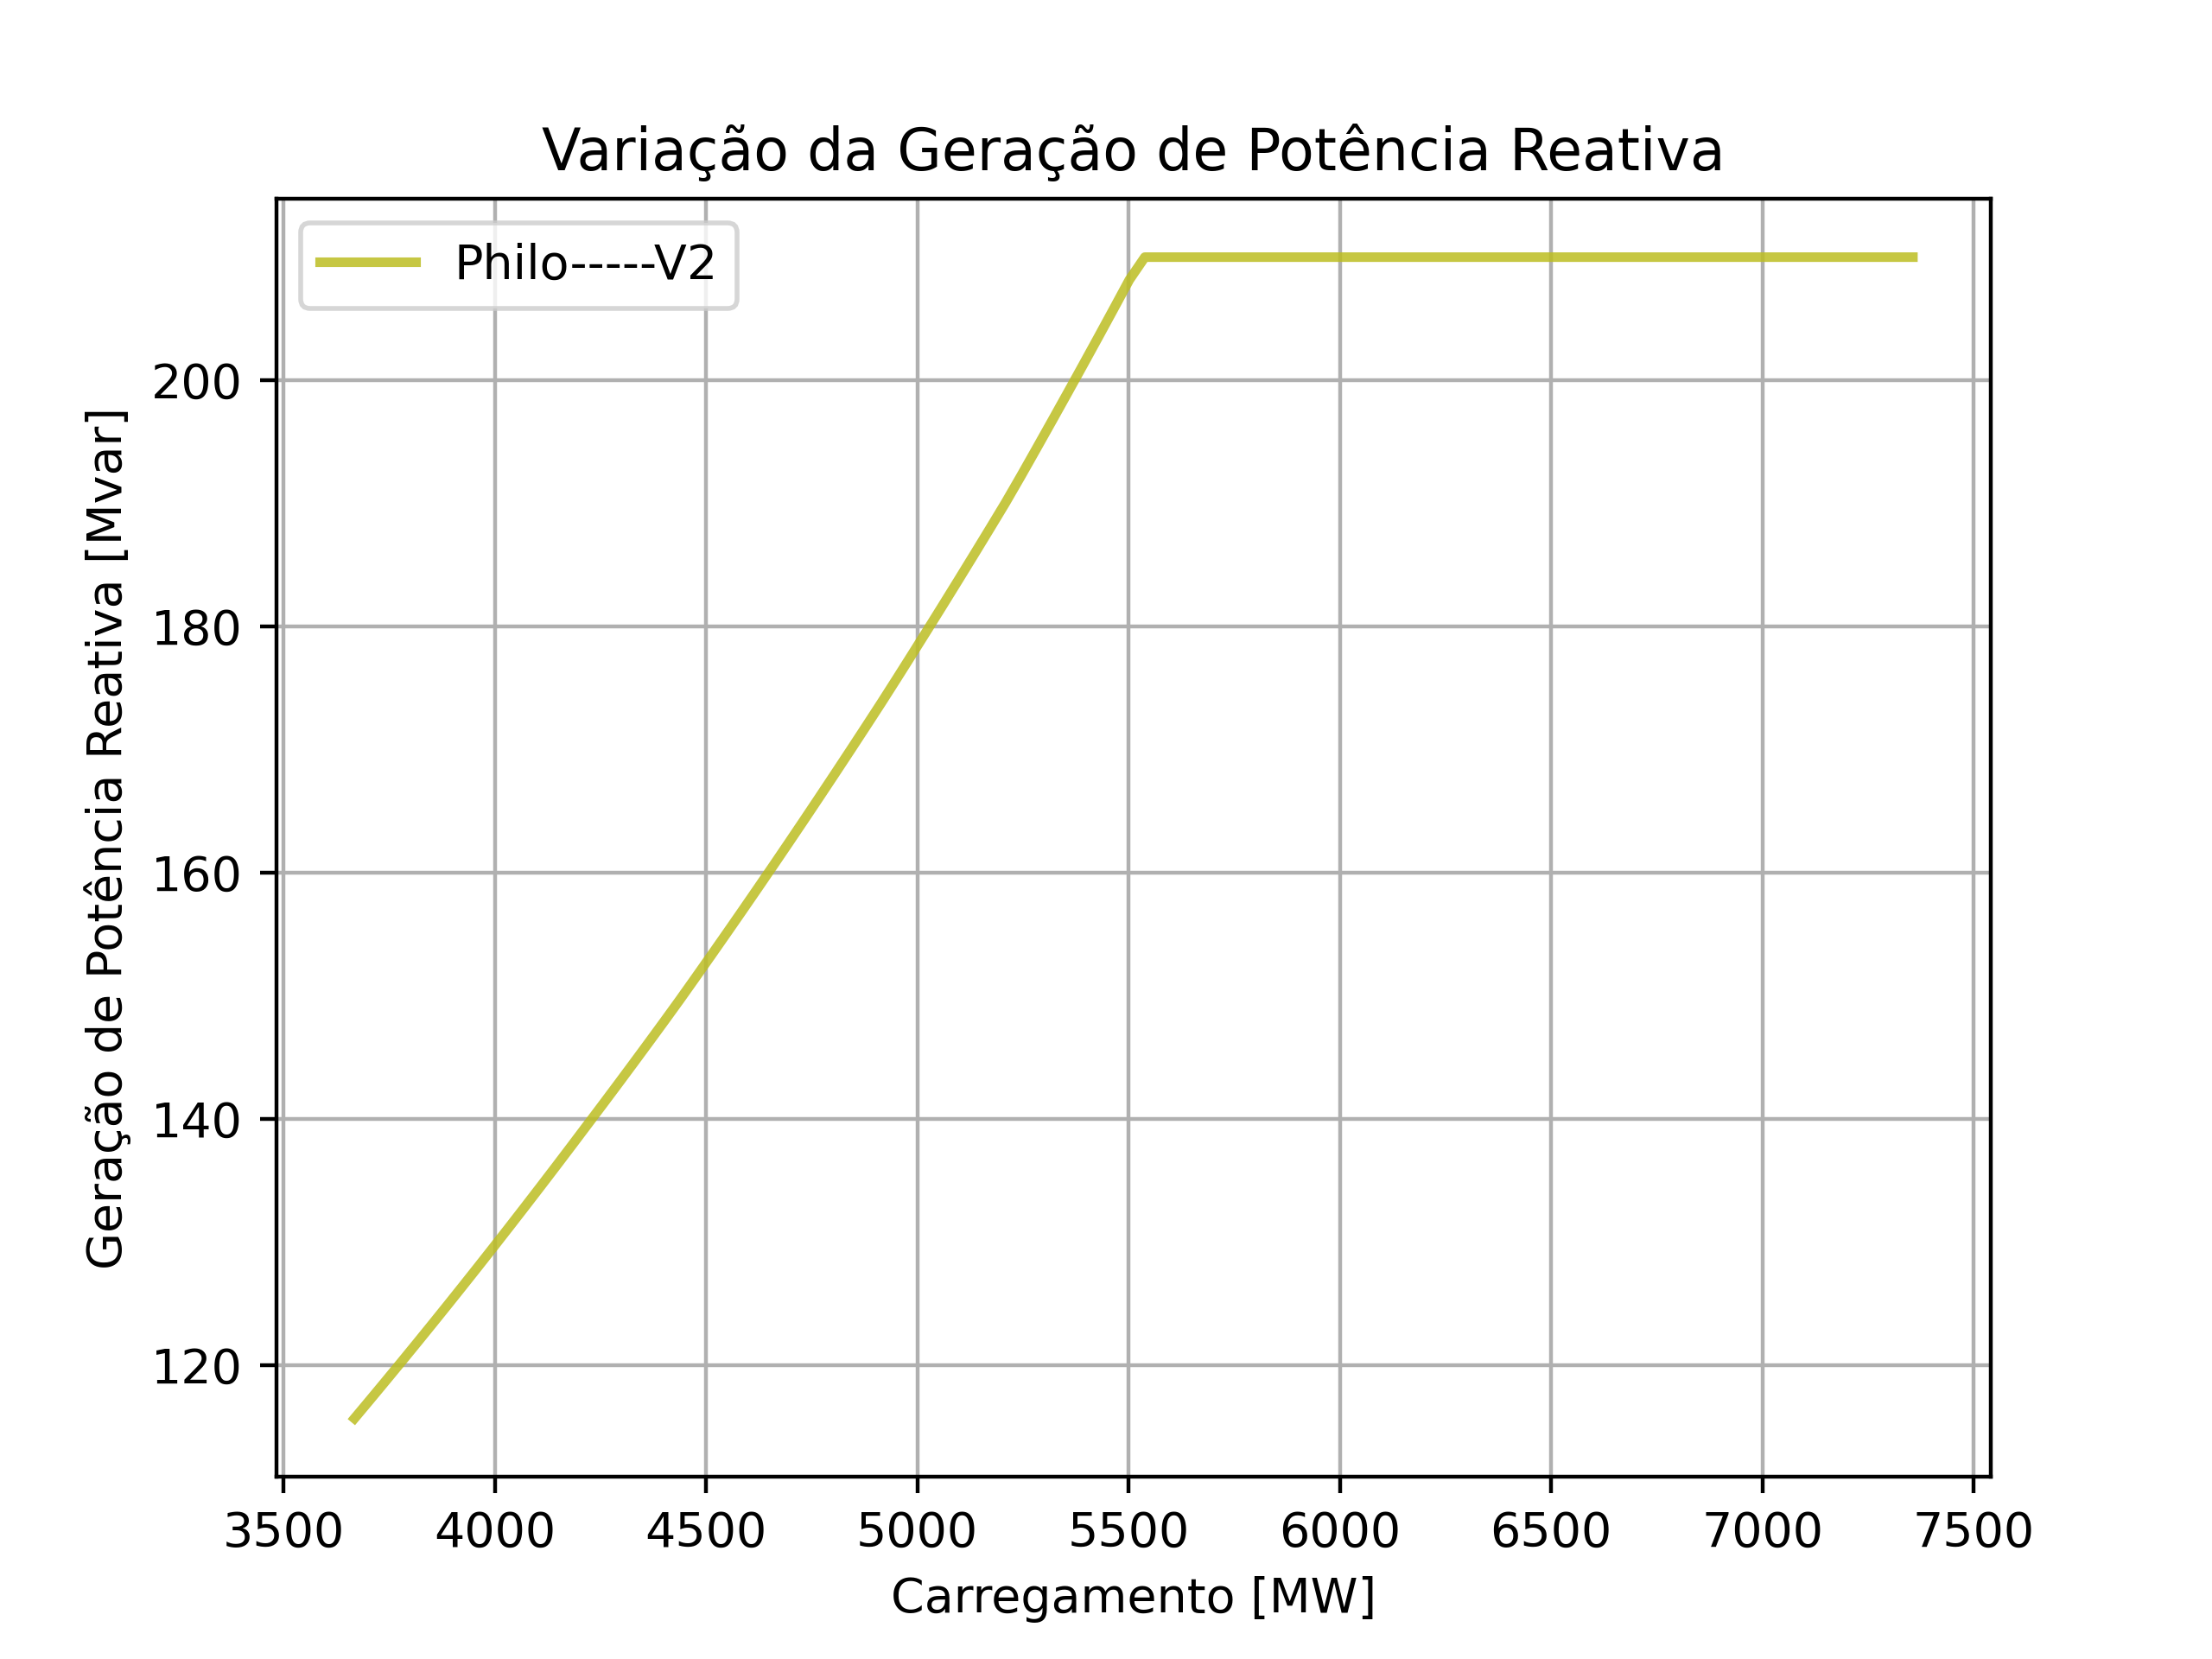 Variação da Geração de Potência Reativa
Philo-----V2
Geração de Potência Reativa [Mvar]
200
180
160
140
120
3500 4000 4500 5000 5500 6000 6500 7000 7500
Carregamento [MW]